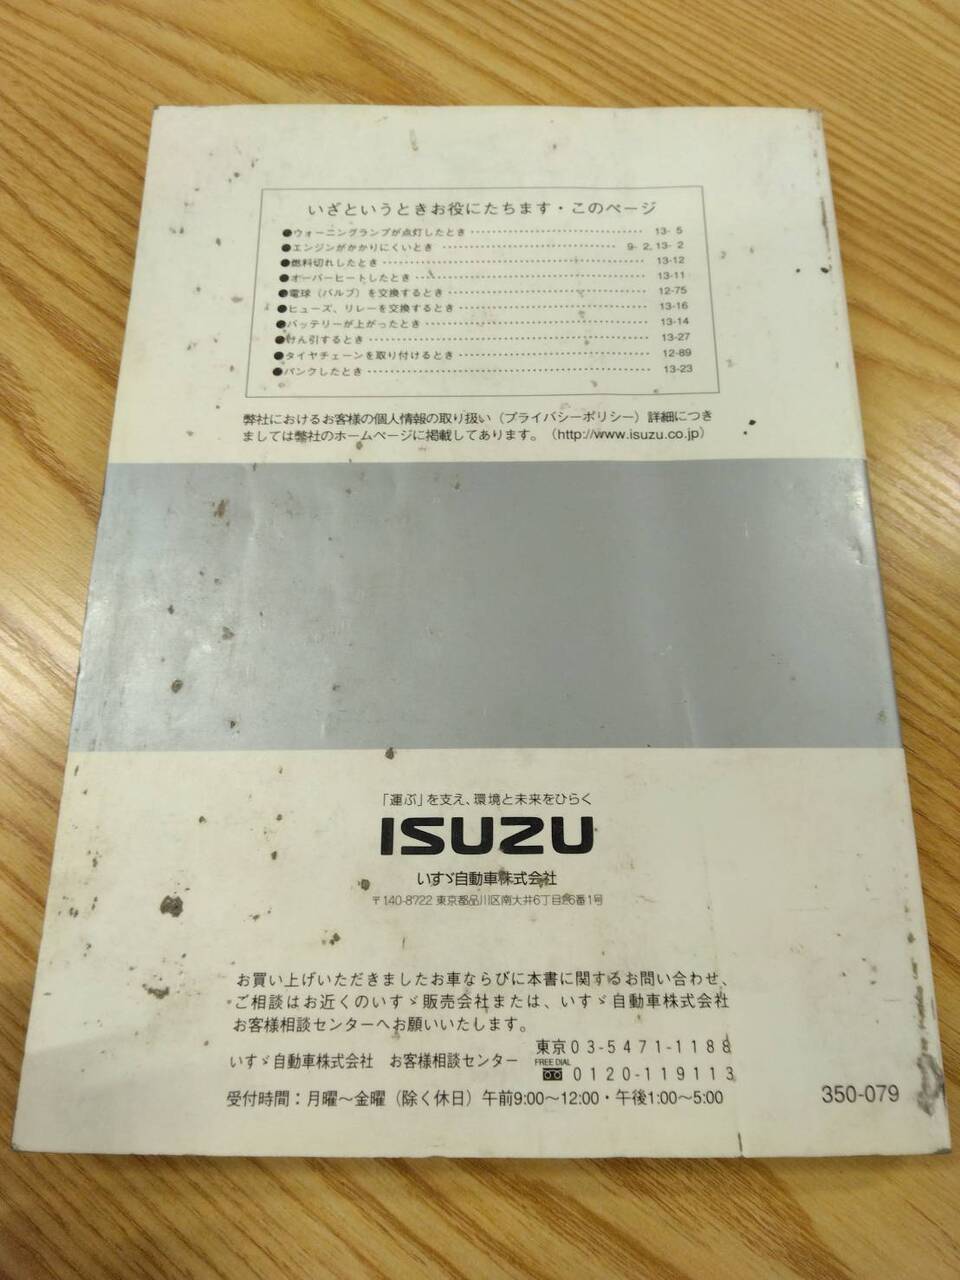 いざというときお役にたちます・このページ
●ウォーニングランプが点灯したとき 13- 5
●エンジンがかかりにくいとき 9- 2, 13- 2
●燃料切れしたとき 13-12
●オーバーヒートしたとき 13-11
●電球（バルブ）を交換するとき 12-75
●ヒューズ、リレーを交換するとき 13-16
●バッテリーが上がったとき 13-14
●けん引するとき 13-27
●タイヤチェーンを取り付けるとき 12-89
●パンクしたとき 13-23
弊社におけるお客様の個人情報の取り扱い（プライバシーポリシー）詳細につき
ましては弊社のホームページに掲載してあります。（http://www.isuzu.co.jp）
「運ぶ」を支え、環境と未来をひらく
ISUZU
いすゞ自動車株式会社
〒140-8722 東京都品川区南大井6丁目26番1号
お買い上げいただきましたお車ならびに本書に関するお問い合わせ、
ご相談はお近くのいすゞ販売会社または、いすゞ自動車株式会社
お客様相談センターへお願いいたします。
いすゞ自動車株式会社 お客様相談センター
東京03-5471-1188
FREE DIAL
0120-119113
受付時間：月曜～金曜（除く休日）午前9:00～12:00・午後1:00～5:00
350-079